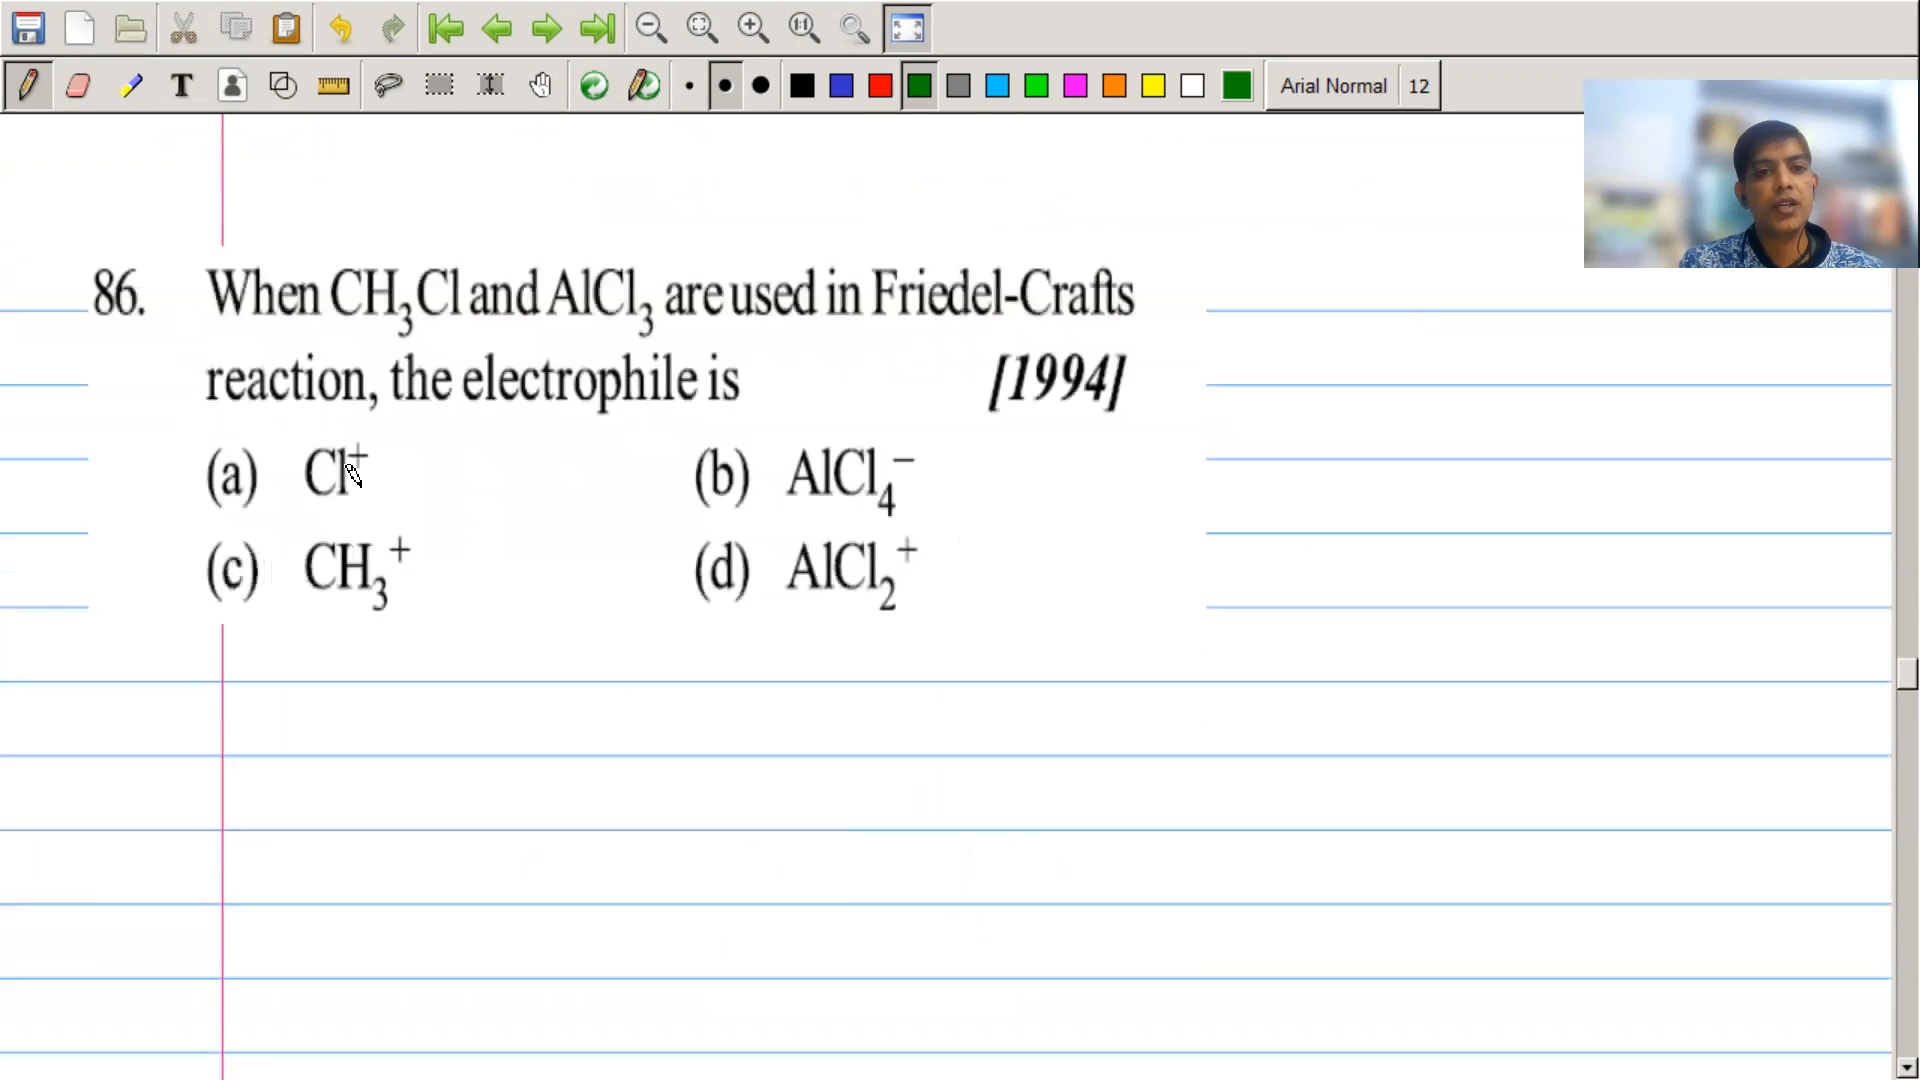 T Arial Normal 12
86. When CH₃Cl and AlCl₃ are used in Friedel-Crafts
reaction, the electrophile is [1994]
(a) Cl⁺ (b) AlCl₄⁻
(c) CH₃⁺ (d) AlCl₂⁺